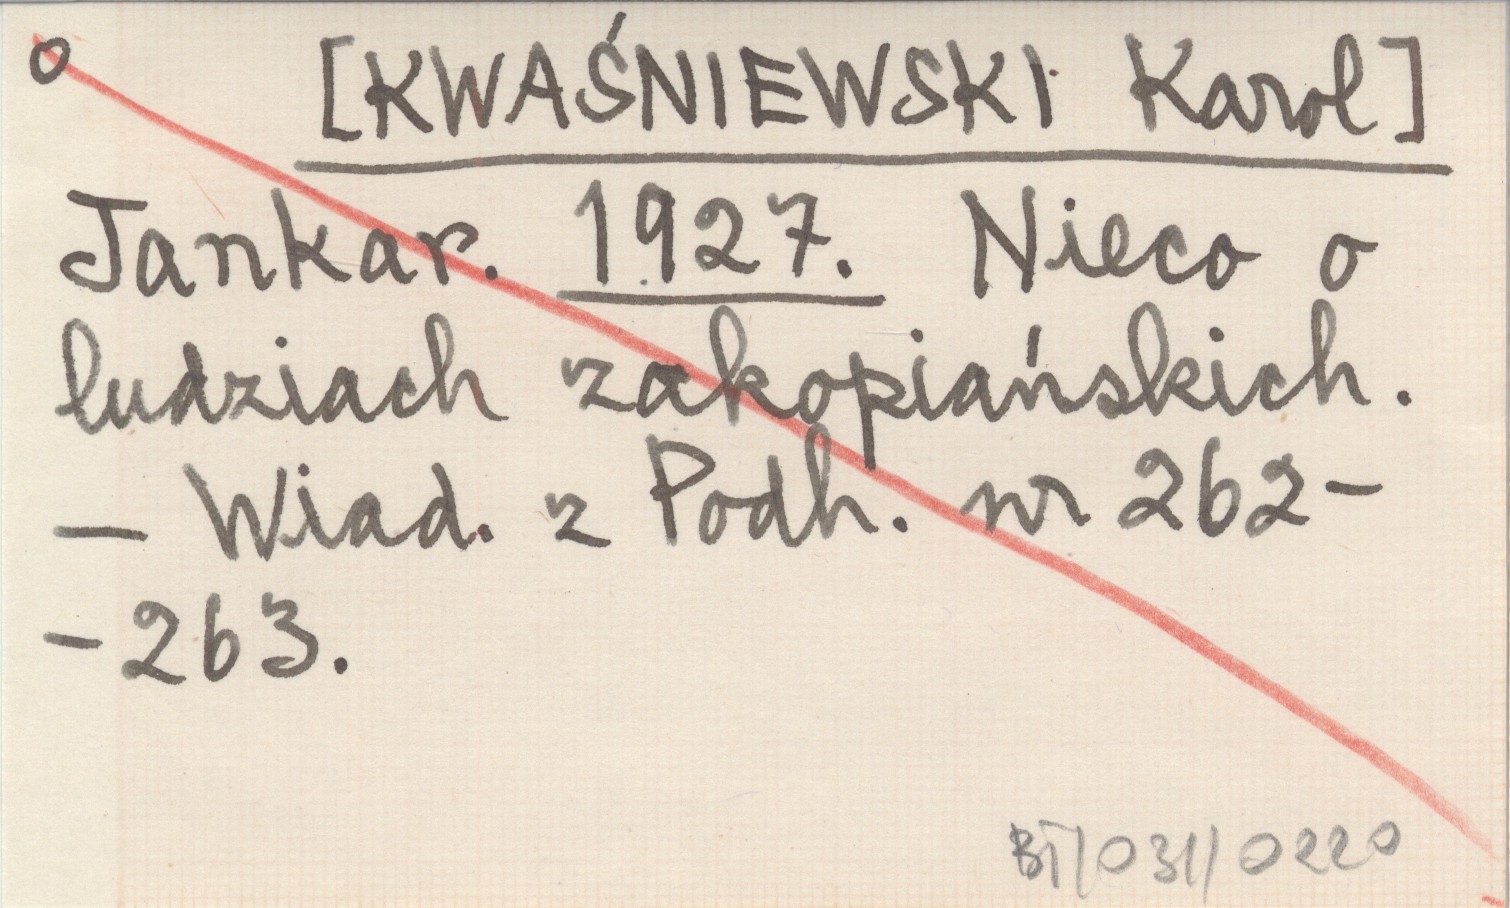 o [KWAŚNIEWSKI Karol]
Jankar. 1927. Nieco o
ludziach zakopiańskich.
— Wiad. z Podh. nr 262-
-263.
BT/031/0220